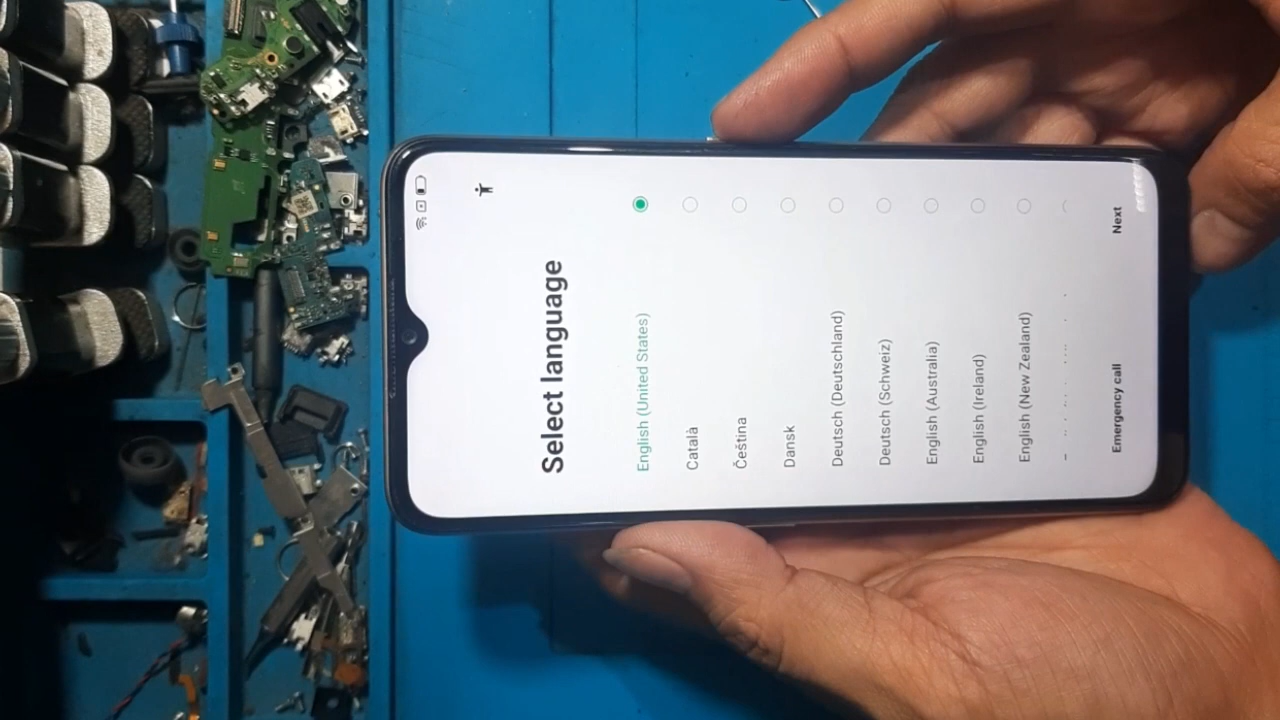 Select language
English (United States)
Català
Čeština
Dansk
Deutsch (Deutschland)
Deutsch (Schweiz)
English (Australia)
English (Ireland)
English (New Zealand)
Emergency call
Next